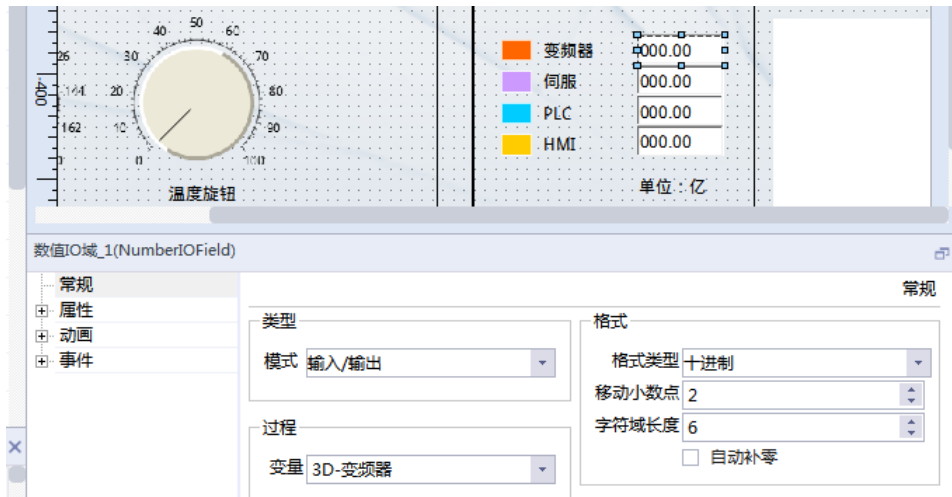 50
40
60
26
30
70
400
144
20
80
162
10
90
0
100
温度旋钮
变频器 000.00
伺服 000.00
PLC 000.00
HMI 000.00
单位：亿
数值IO域_1(NumberIOField)
常规
属性
动画
事件
常规
类型
模式 输入/输出
过程
变量 3D-变频器
格式
格式类型 十进制
移动小数点 2
字符域长度 6
自动补零